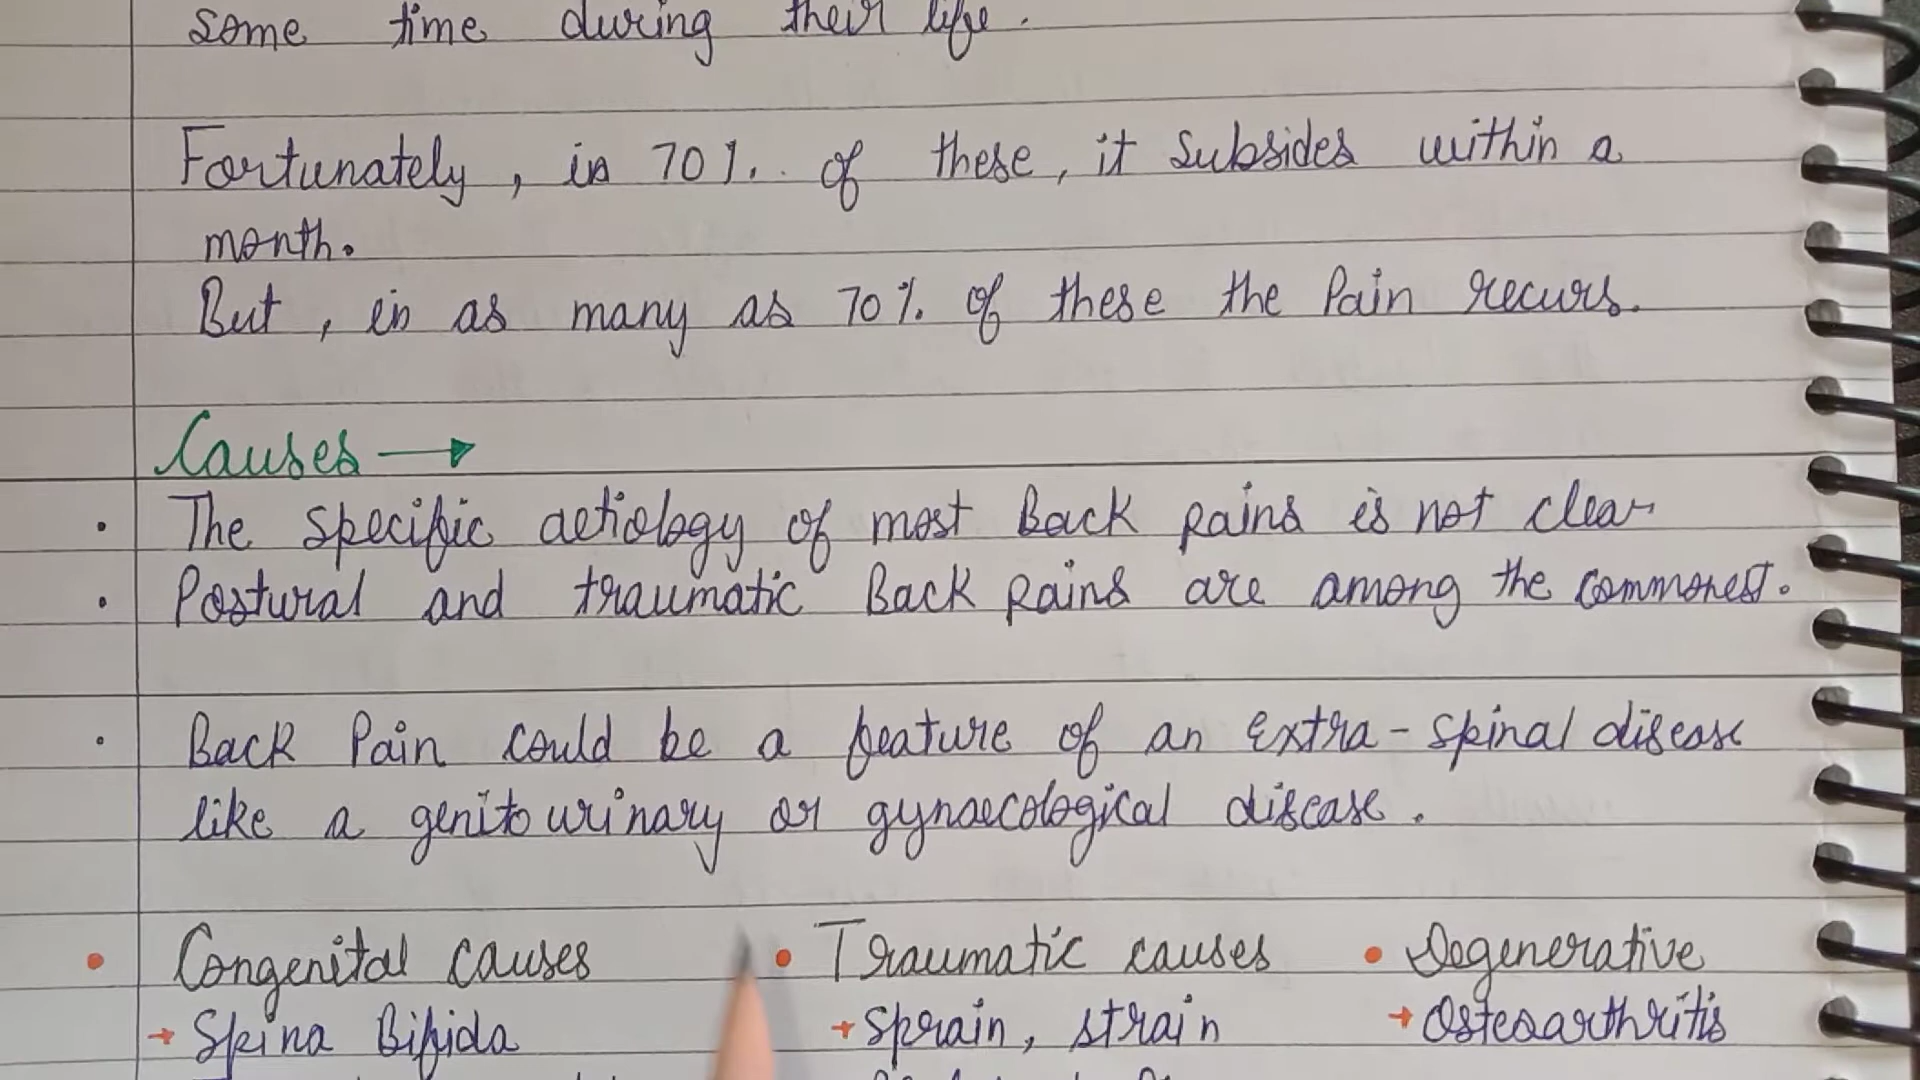 some time during their life.
Fortunately, in 70%. of these, it subsides within a
month.
But, in as many as 70%. of these the Pain recurs.
Causes →
• The specific aetiology of most Back pains is not clear
• Postural and traumatic Back pains are among the commonest.
• Back Pain could be a feature of an extra-spinal disease
like a genitourinary or gynaecological disease.
• Congenital causes • Traumatic causes • Degenerative
→ Spina Bifida → Sprain, strain → Osteoarthritis